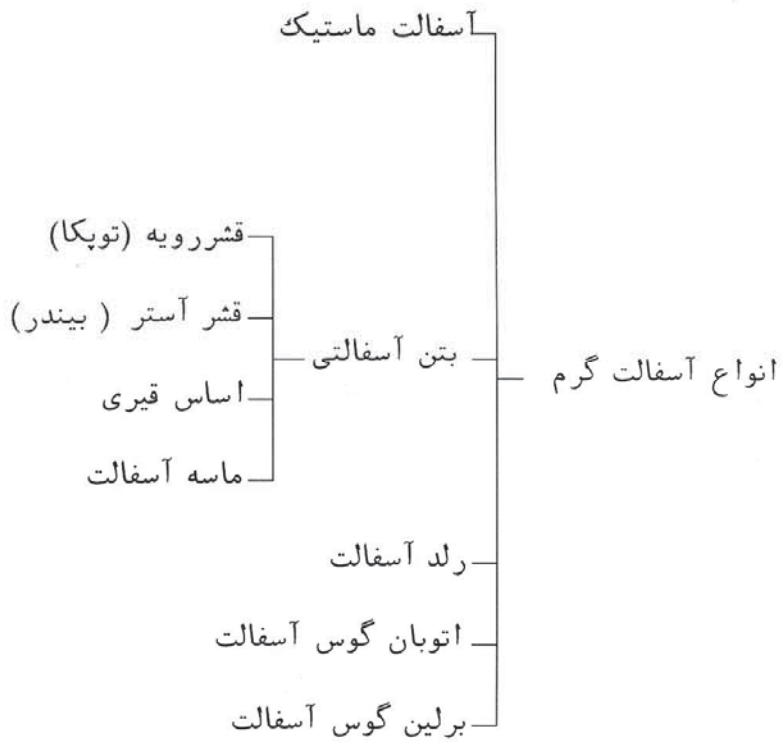 آسفالت ماستیک
قشررویه (توپکا)
قشر آستر ( بیندر)
بتن آسفالتی
انواع آسفالت گرم
اساس قیری
ماسه آسفالت
رلد آسفالت
اتوبان گوس آسفالت
برلین گوس آسفالت